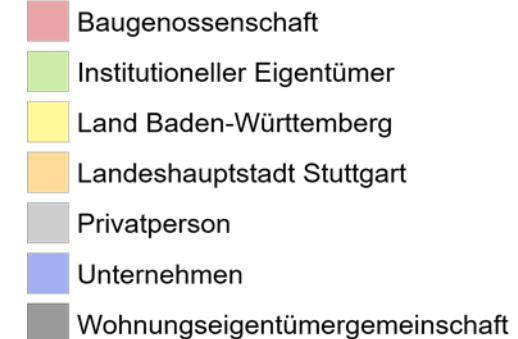 Baugenossenschaft
Institutioneller Eigentümer
Land Baden-Württemberg
Landeshauptstadt Stuttgart
Privatperson
Unternehmen
Wohnungseigentümergemeinschaft